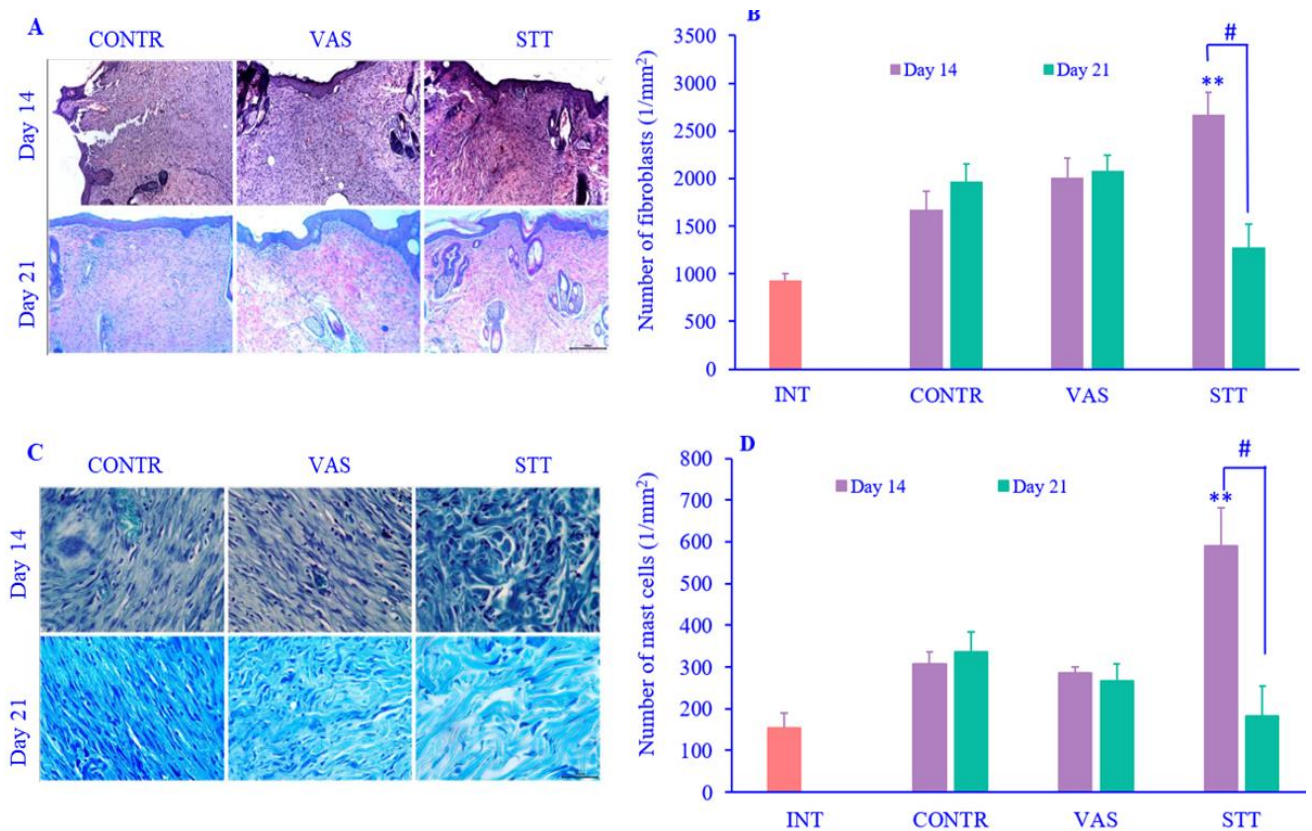 A
CONTR VAS STT
Day 14
Day 21
B
Number of fibroblasts (1/mm²)
3500
3000
2500
2000
1500
1000
500
0
Day 14 Day 21
#
**
INT CONTR VAS STT
C
CONTR VAS STT
Day 14
Day 21
D
Number of mast cells (1/mm²)
800
700
600
500
400
300
200
100
0
Day 14 Day 21
#
**
INT CONTR VAS STT